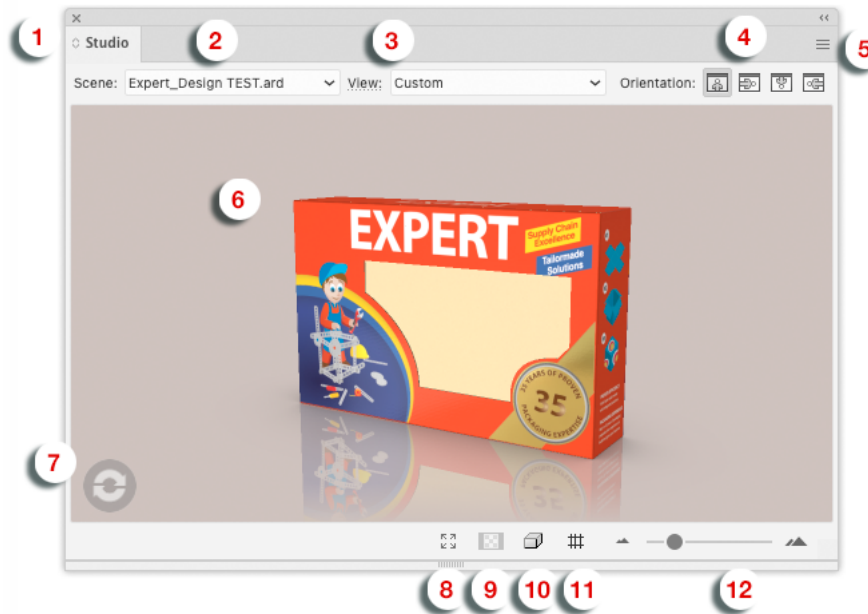 1
2
3
4
5
Studio
Scene: Expert_Design TEST.ard View: Custom Orientation:
6
EXPERT
Supply Chain
Excellence
Tailormade
Solutions
35 YEARS OF PROVEN
35
PACKAGING EXPERTISE
7
8
9
10
11
12